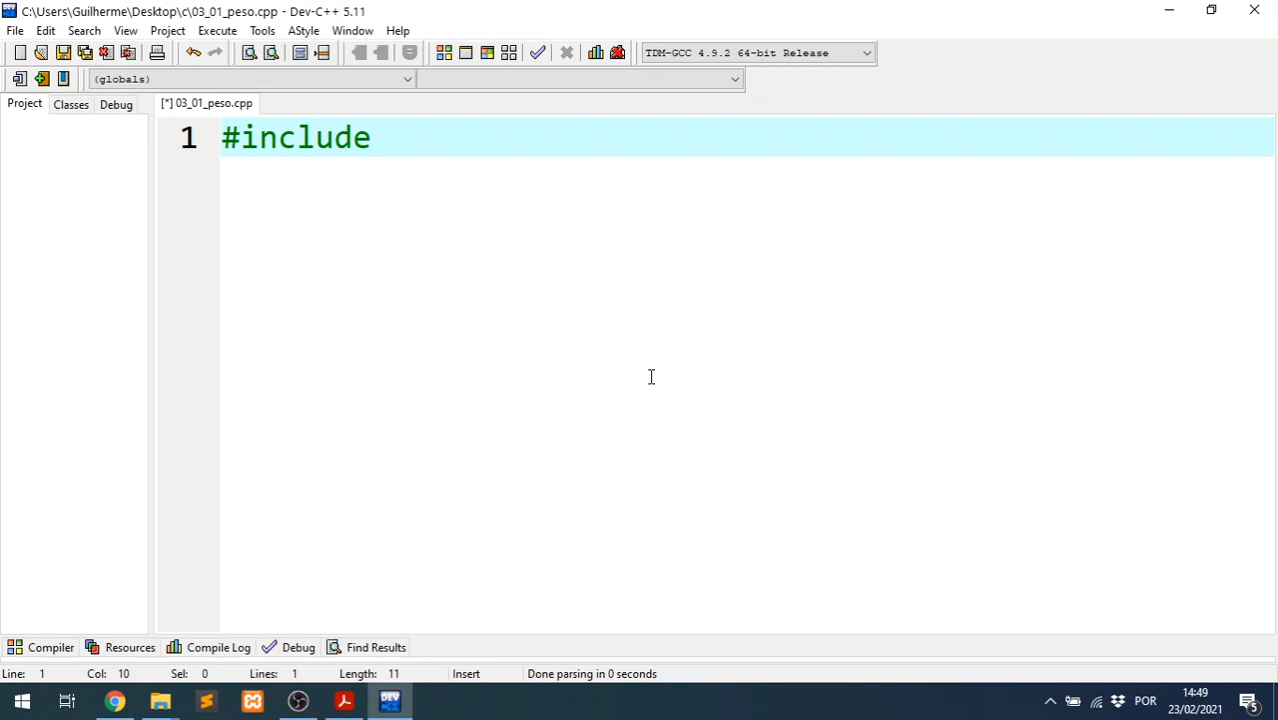 C:\Users\Guilherme\Desktop\c\03_01_peso.cpp - Dev-C++ 5.11
File Edit Search View Project Execute Tools AStyle Window Help
TDM-GCC 4.9.2 64-bit Release
(globals)
Project Classes Debug [*] 03_01_peso.cpp
1 #include
Compiler Resources Compile Log Debug Find Results
Line: 1 Col: 10 Sel: 0 Lines: 1 Length: 11 Insert Done parsing in 0 seconds
DEV
POR
14:49
23/02/2021
5